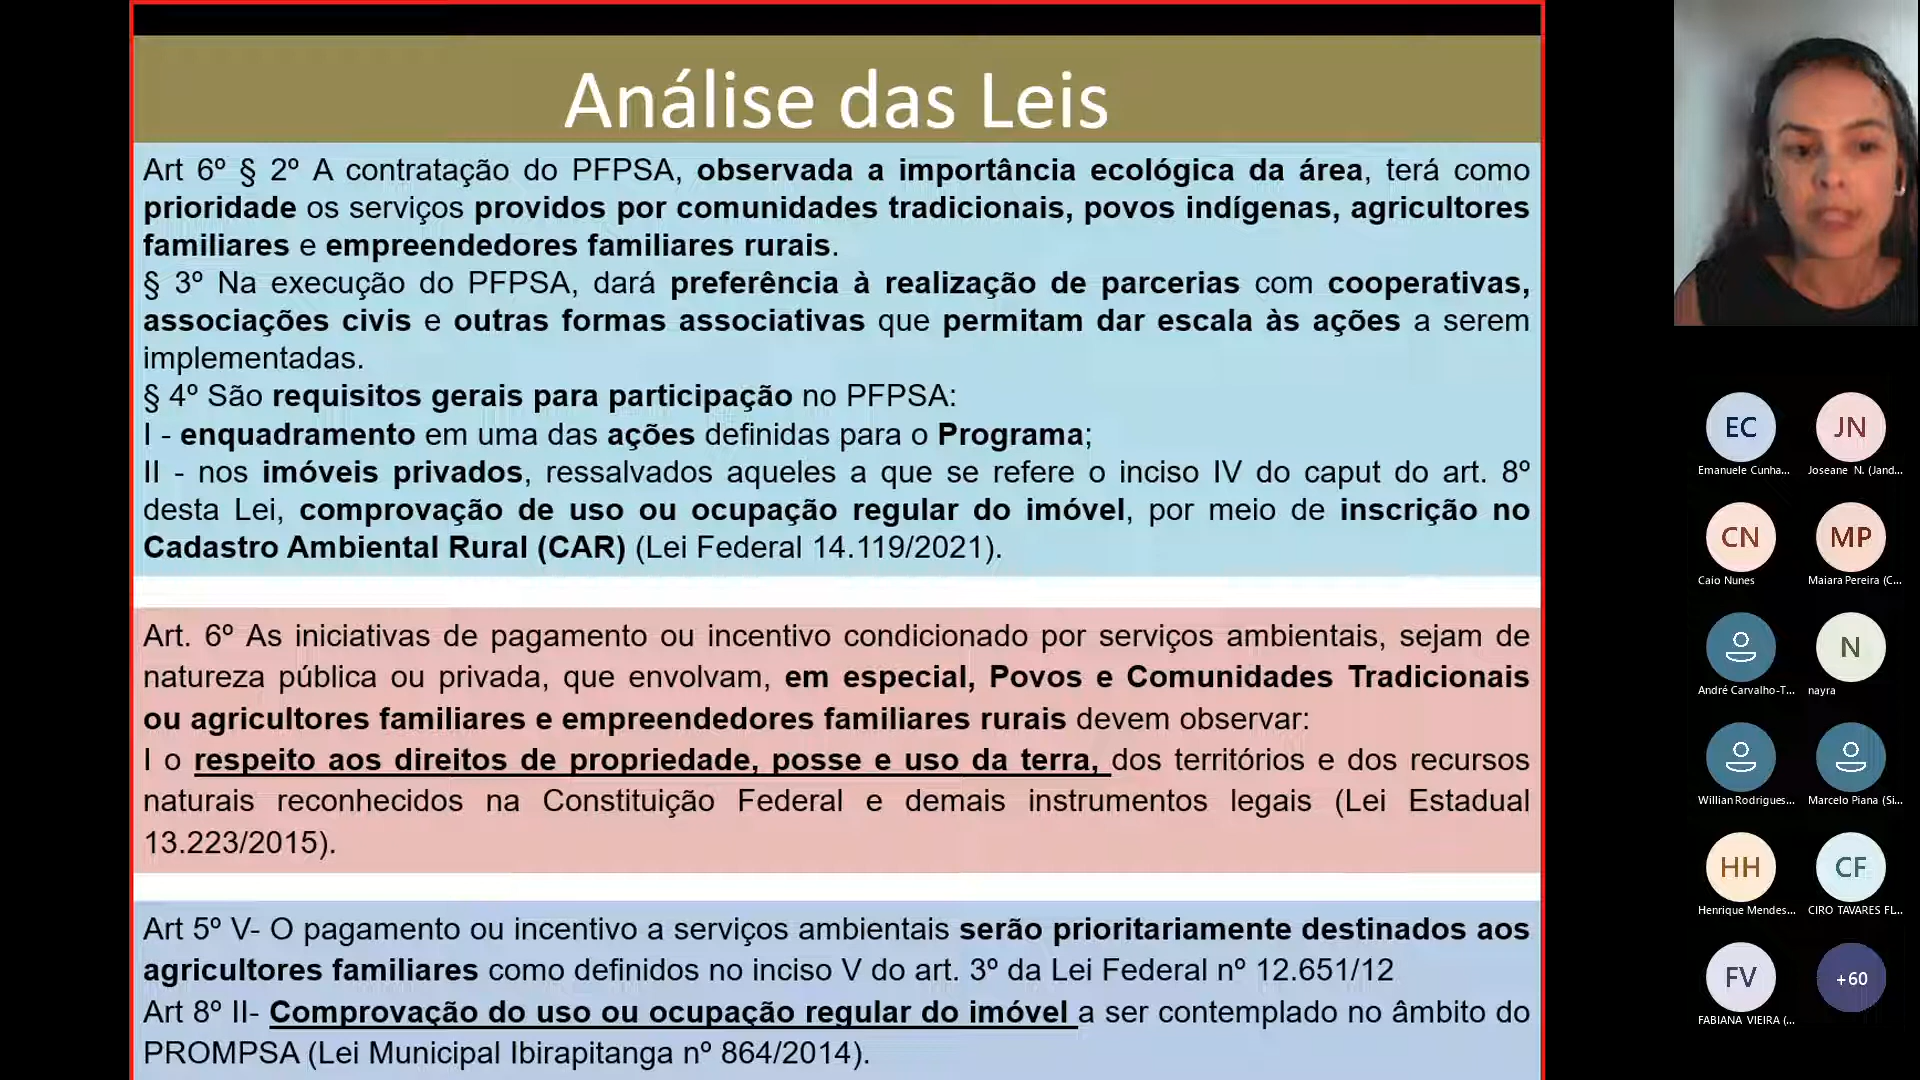 Análise das Leis
Art 6º § 2º A contratação do PFPSA, observada a importância ecológica da área, terá como
prioridade os serviços providos por comunidades tradicionais, povos indígenas, agricultores
familiares e empreendedores familiares rurais.
§ 3º Na execução do PFPSA, dará preferência à realização de parcerias com cooperativas,
associações civis e outras formas associativas que permitam dar escala às ações a serem
implementadas.
§ 4º São requisitos gerais para participação no PFPSA:
I - enquadramento em uma das ações definidas para o Programa;
II - nos imóveis privados, ressalvados aqueles a que se refere o inciso IV do caput do art. 8º
desta Lei, comprovação de uso ou ocupação regular do imóvel, por meio de inscrição no
Cadastro Ambiental Rural (CAR) (Lei Federal 14.119/2021).
Art. 6º As iniciativas de pagamento ou incentivo condicionado por serviços ambientais, sejam de
natureza pública ou privada, que envolvam, em especial, Povos e Comunidades Tradicionais
ou agricultores familiares e empreendedores familiares rurais devem observar:
I o respeito aos direitos de propriedade, posse e uso da terra, dos territórios e dos recursos
naturais reconhecidos na Constituição Federal e demais instrumentos legais (Lei Estadual
13.223/2015).
Art 5º V- O pagamento ou incentivo a serviços ambientais serão prioritariamente destinados aos
agricultores familiares como definidos no inciso V do art. 3º da Lei Federal nº 12.651/12
Art 8º II- Comprovação do uso ou ocupação regular do imóvel a ser contemplado no âmbito do
PROMPSA (Lei Municipal Ibirapitanga nº 864/2014).
EC JN
Emanuele Cunha... Joseane N. (Jand...
CN MP
Caio Nunes Maiara Pereira (C...
N
André Carvalho-T... nayra
Willian Rodrigues... Marcelo Piana (Si...
HH CF
Henrique Mendes... CIRO TAVARES FL...
FV +60
FABIANA VIEIRA (...